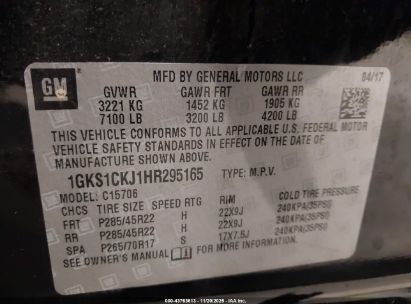 GM
MFD BY GENERAL MOTORS LLC 04/17
GVWR GAWR FRT GAWR RR
3221 KG 1452 KG 1905 KG
7100 LB 3200 LB 4200 LB
THIS VEHICLE CONFORMS TO ALL APPLICABLE U.S. FEDERAL MOTOR
VEHICLE SAFETY STANDARDS IN EFFECT ON THE DATE OF
MANUFACTURE SHOWN ABOVE.
1GKS1CKJ1HR295165 TYPE: M.P.V.
MODEL: C15706
CHCS TIRE SIZE SPEED RTG RIM COLD TIRE PRESSURE
FRT P285/45R22 H 22X9J 240KPA(35PSI)
RR P285/45R22 H 22X9J 240KPA(35PSI)
SPA P265/70R17 S 17X7.5J 240KPA(35PSI)
SEE OWNER'S MANUAL FOR MORE INFORMATION.